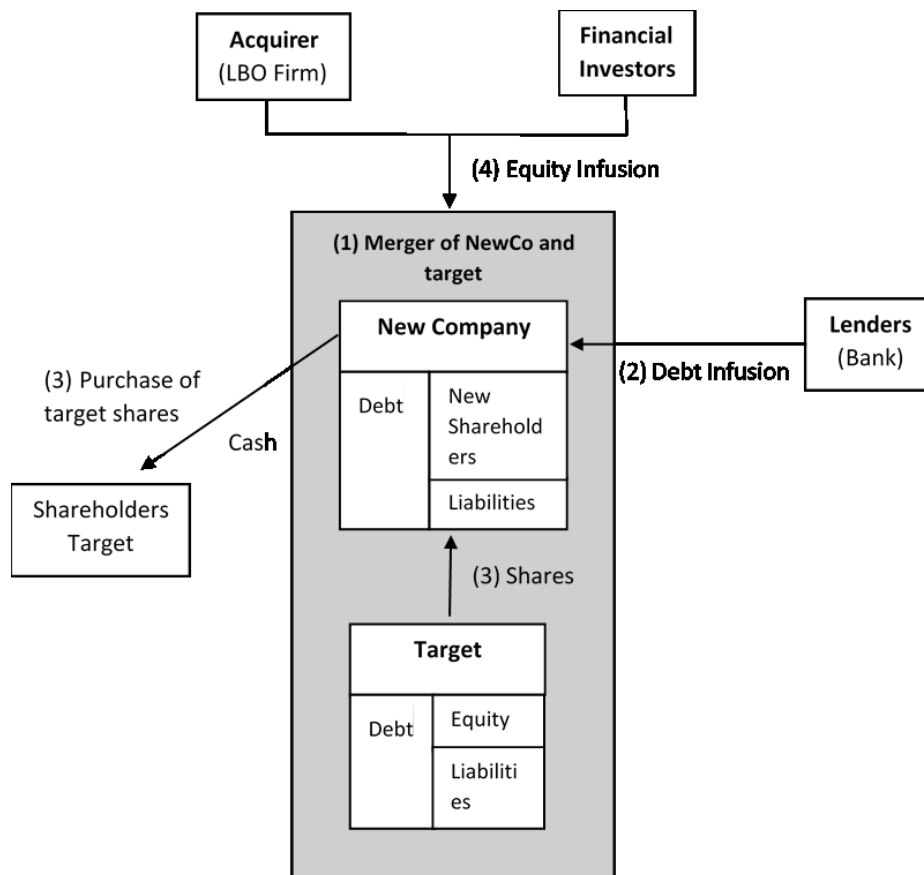 Acquirer
(LBO Firm)
Financial
Investors
(4) Equity Infusion
(1) Merger of NewCo and
target
New Company
Lenders
(Bank)
(2) Debt Infusion
(3) Purchase of
target shares
Cash
Debt
New
Sharehold
ers
Liabilities
Shareholders
Target
(3) Shares
Target
Debt
Equity
Liabiliti
es